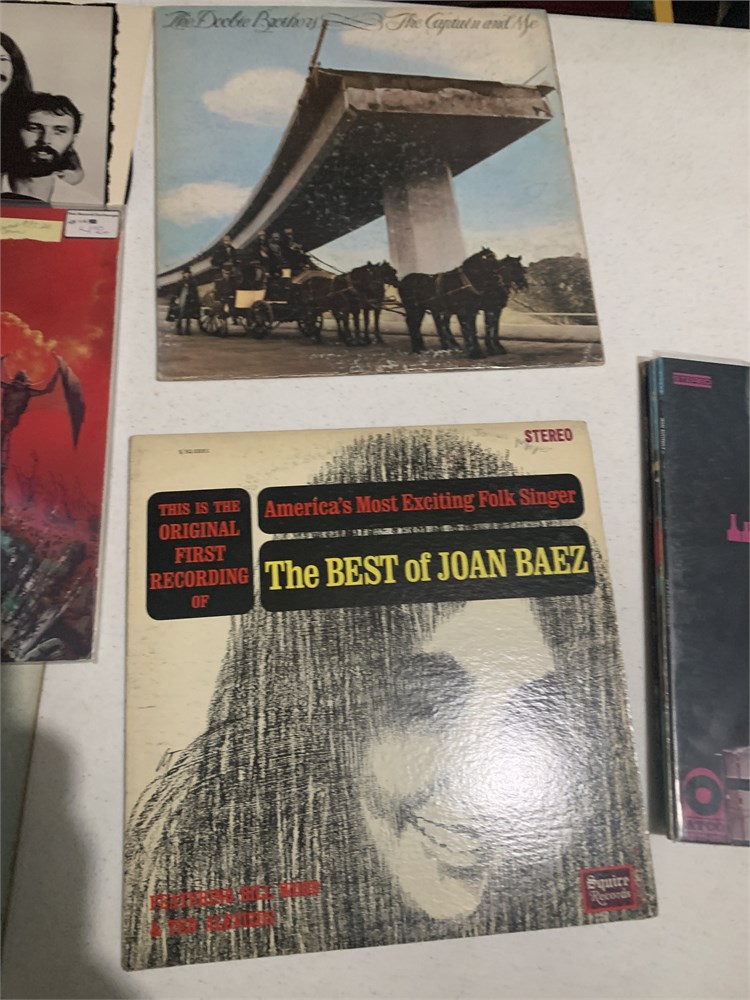 The Doobie Brothers The Captain and Me
STEREO
THIS IS THE
ORIGINAL
FIRST
RECORDING
OF
America's Most Exciting Folk Singer
The BEST of JOAN BAEZ
FEATURING BILL WOOD
& TED ALEVIZOS
Squire
Records
ATCO